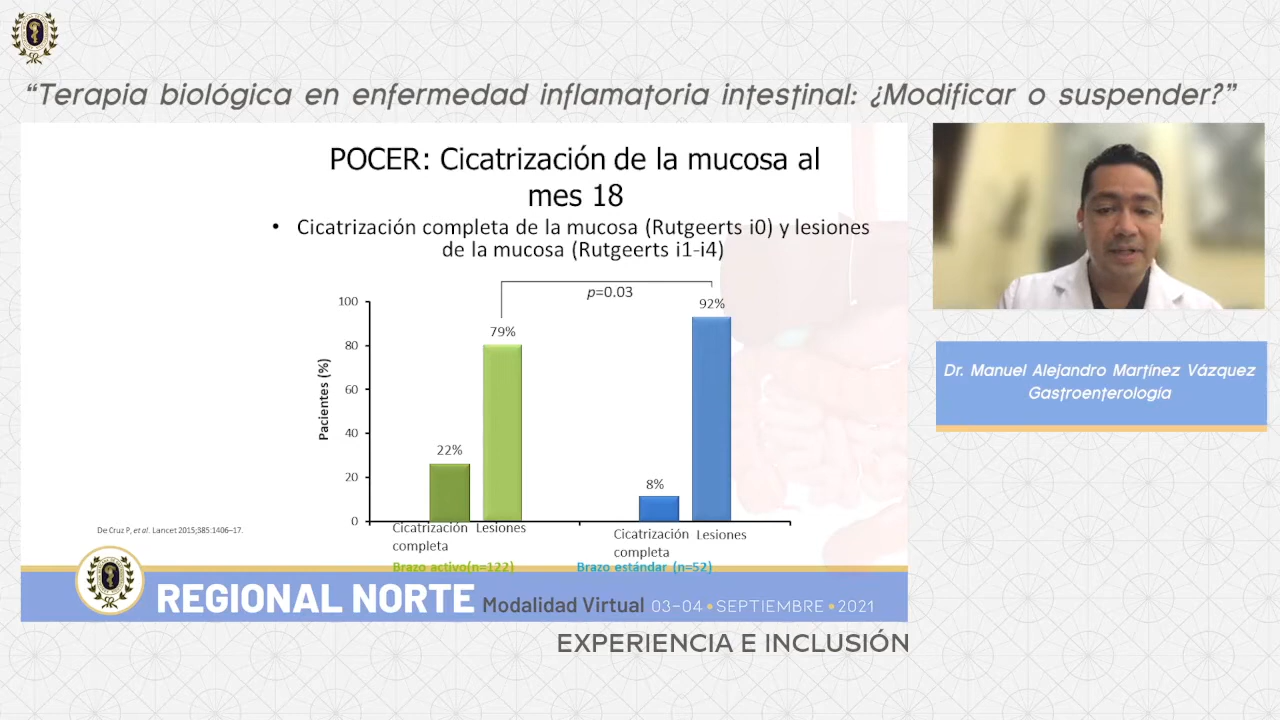 “Terapia biológica en enfermedad inflamatoria intestinal: ¿Modificar o suspender?”
POCER: Cicatrización de la mucosa al
mes 18
• Cicatrización completa de la mucosa (Rutgeerts i0) y lesiones
de la mucosa (Rutgeerts i1-i4)
p=0.03
100
80
60
40
20
0
Pacientes (%)
22%
79%
8%
92%
Cicatrización
completa
Lesiones
Cicatrización
completa
Lesiones
Brazo activo(n=122)
Brazo estándar (n=52)
De Cruz P, et al. Lancet 2015;385:1406–17.
REGIONAL NORTE Modalidad Virtual 03-04•SEPTIEMBRE•2021
EXPERIENCIA E INCLUSIÓN
Dr. Manuel Alejandro Martínez Vázquez
Gastroenterología